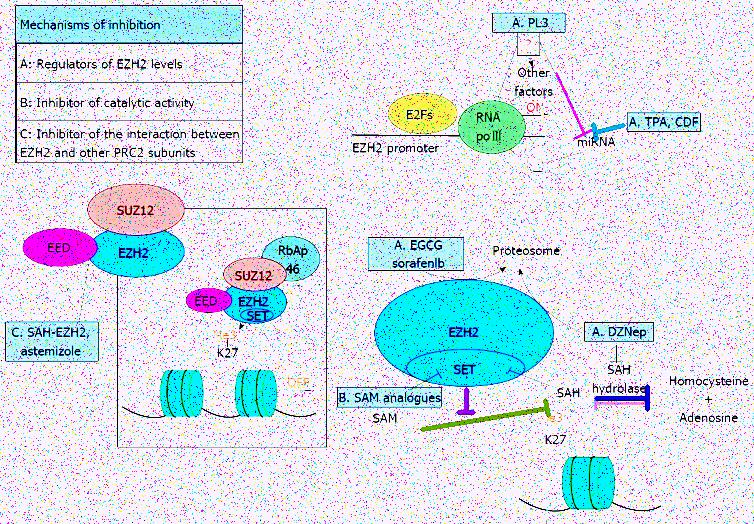 Mechanisms of inhibition
A: Regulators of EZH2 levels
B: Inhibitor of catalytic activity
C: Inhibitor of the interaction between
EZH2 and other PRC2 subunits
A. PL3
Other
factors
E2Fs
RNA
pol II
EZH2 promoter
A. TPA, CDF
miRNA
SUZ12
EED
EZH2
RbAp
46
SUZ12
EED
EZH2
SET
K27
C. SAH-EZH2,
astemizole
A. EGCG
sorafenib
Proteosome
EZH2
SET
B. SAM analogues
SAM
SAH
K27
A. DZNep
SAH
hydrolase
Homocysteine
+
Adenosine